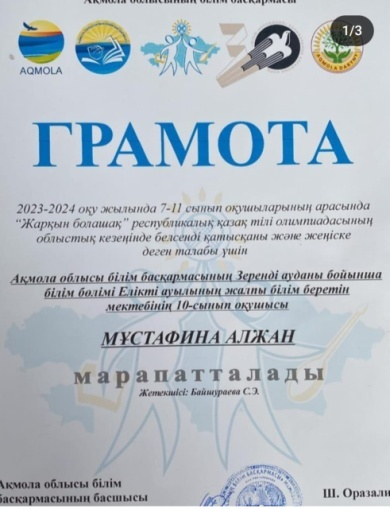 Ақмола облысының білім басқармасы
1/3
AQMOLA
30
ГРАМОТА
2023-2024 оқу жылында 7-11 сынып оқушыларының арасында
“Жарқын болашақ” республикалық қазақ тілі олимпиадасының
облыстық кезеңінде белсенді қатысқаны және жеңіске
деген талабы үшін
Ақмола облысы білім басқармасының Зеренді ауданы бойынша
білім бөлімі Елікті ауылының жалпы білім беретін
мектебінің 10-сынып оқушысы
МҰСТАФИНА АЛЖАН
марапатталады
Жетекшісі: Байшураева С.Э.
Ақмола облысы білім
басқармасының басшысы
Ш. Оразали